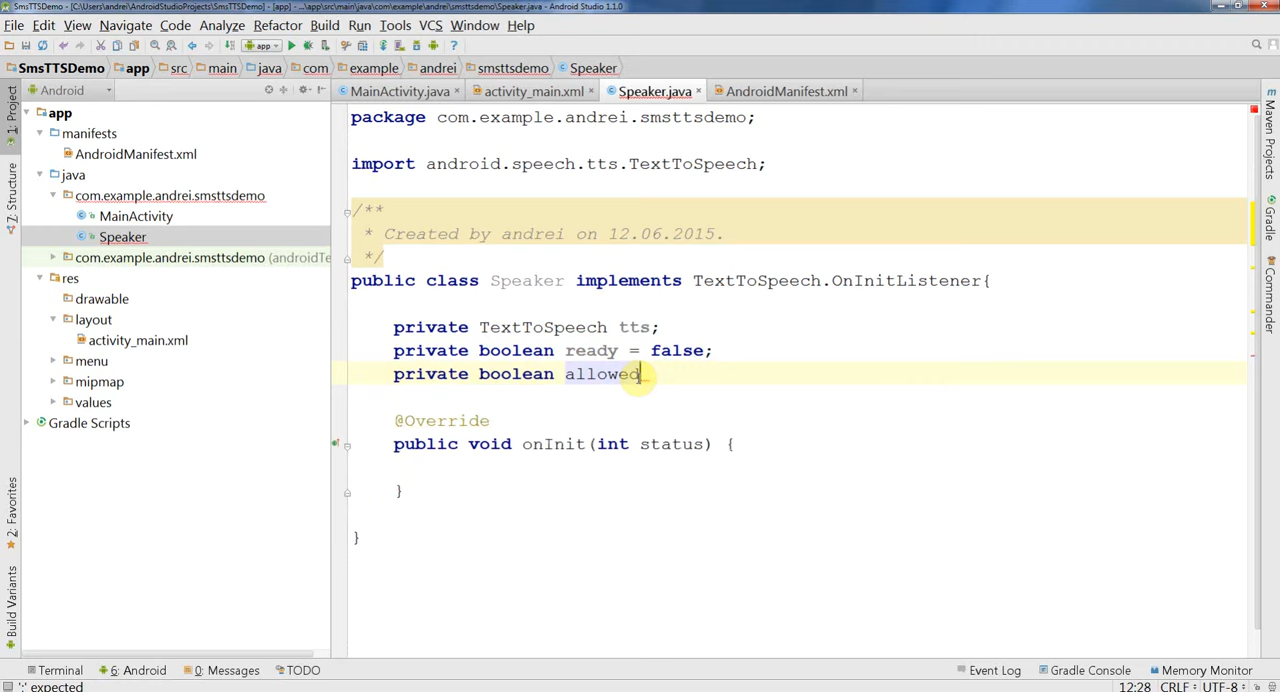 SmsTTSDemo - [C:\Users\andrei\AndroidStudioProjects\SmsTTSDemo] - [app] - ...\app\src\main\java\com\example\andrei\smsttsdemo\Speaker.java - Android Studio 1.1.0
File Edit View Navigate Code Analyze Refactor Build Run Tools VCS Window Help
app
SmsTTSDemo app src main java com example andrei smsttsdemo Speaker
Android
MainActivity.java activity_main.xml Speaker.java AndroidManifest.xml
1: Project
7: Structure
2: Favorites
Build Variants
app
manifests
AndroidManifest.xml
java
com.example.andrei.smsttsdemo
MainActivity
Speaker
com.example.andrei.smsttsdemo (androidTe
res
drawable
layout
activity_main.xml
menu
mipmap
values
Gradle Scripts
package com.example.andrei.smsttsdemo;
import android.speech.tts.TextToSpeech;
/**
* Created by andrei on 12.06.2015.
*/
public class Speaker implements TextToSpeech.OnInitListener{
private TextToSpeech tts;
private boolean ready = false;
private boolean allowed
@Override
public void onInit(int status) {
}
}
Maven Projects
Gradle
Commander
Terminal 6: Android 0: Messages TODO Event Log Gradle Console Memory Monitor
';' expected 12:28 CRLF UTF-8